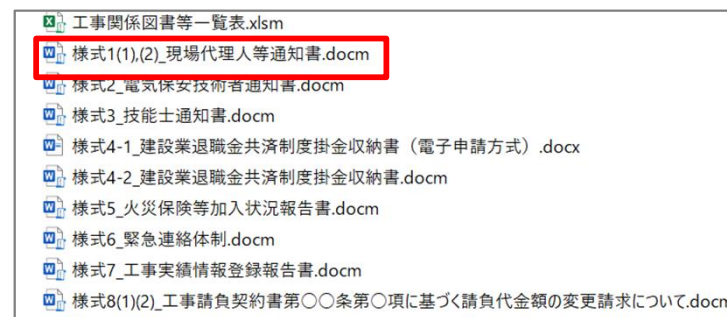 工事関係図書等一覧表.xlsm
様式1(1),(2)_現場代理人等通知書.docm
様式2_電気保安技術者通知書.docm
様式3_技能士通知書.docm
様式4-1_建設業退職金共済制度掛金収納書（電子申請方式）.docx
様式4-2_建設業退職金共済制度掛金収納書.docm
様式5_火災保険等加入状況報告書.docm
様式6_緊急連絡体制.docm
様式7_工事実績情報登録報告書.docm
様式8(1)(2)_工事請負契約書第○○条第○項に基づく請負代金額の変更請求について.docm